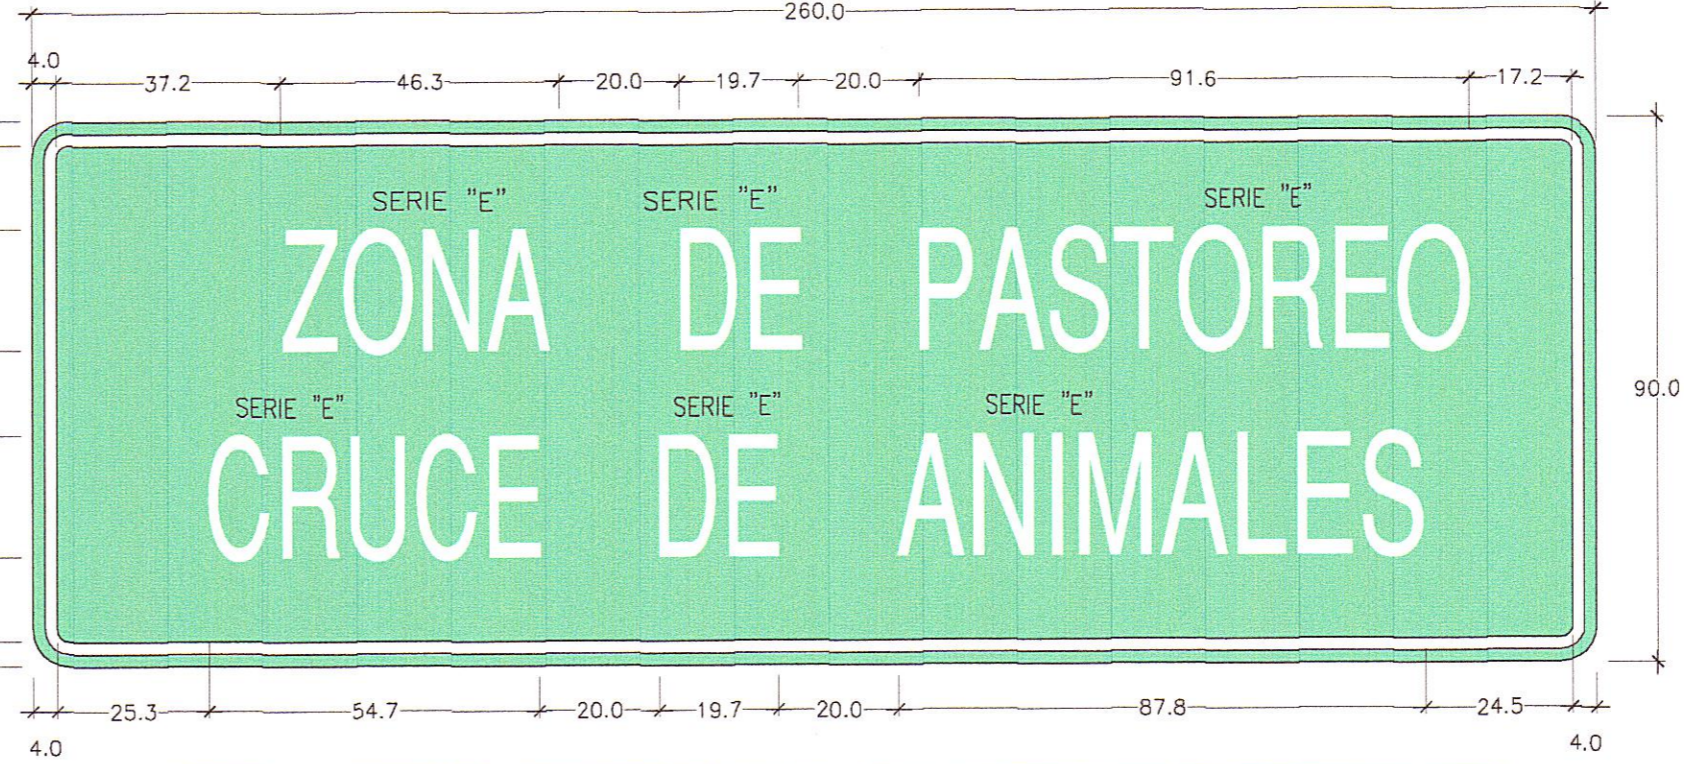 260.0
4.0
37.2 46.3 20.0 19.7 20.0 91.6 17.2
SERIE "E" SERIE "E" SERIE "E"
ZONA DE PASTOREO
90.0
SERIE "E" SERIE "E" SERIE "E"
CRUCE DE ANIMALES
25.3 54.7 20.0 19.7 20.0 87.8 24.5
4.0 4.0